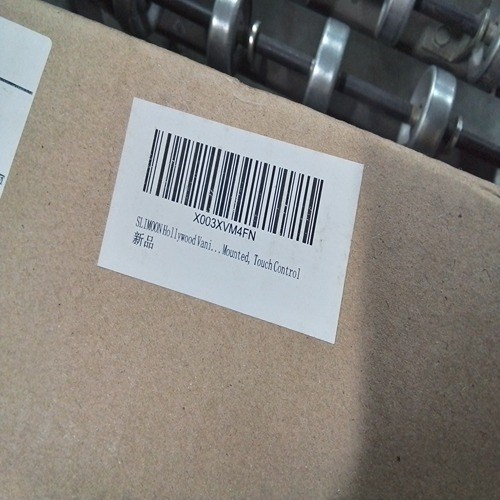 X003XVM4FN
SLIMOON Hollywood Vani... Mounted, Touch Control
新品